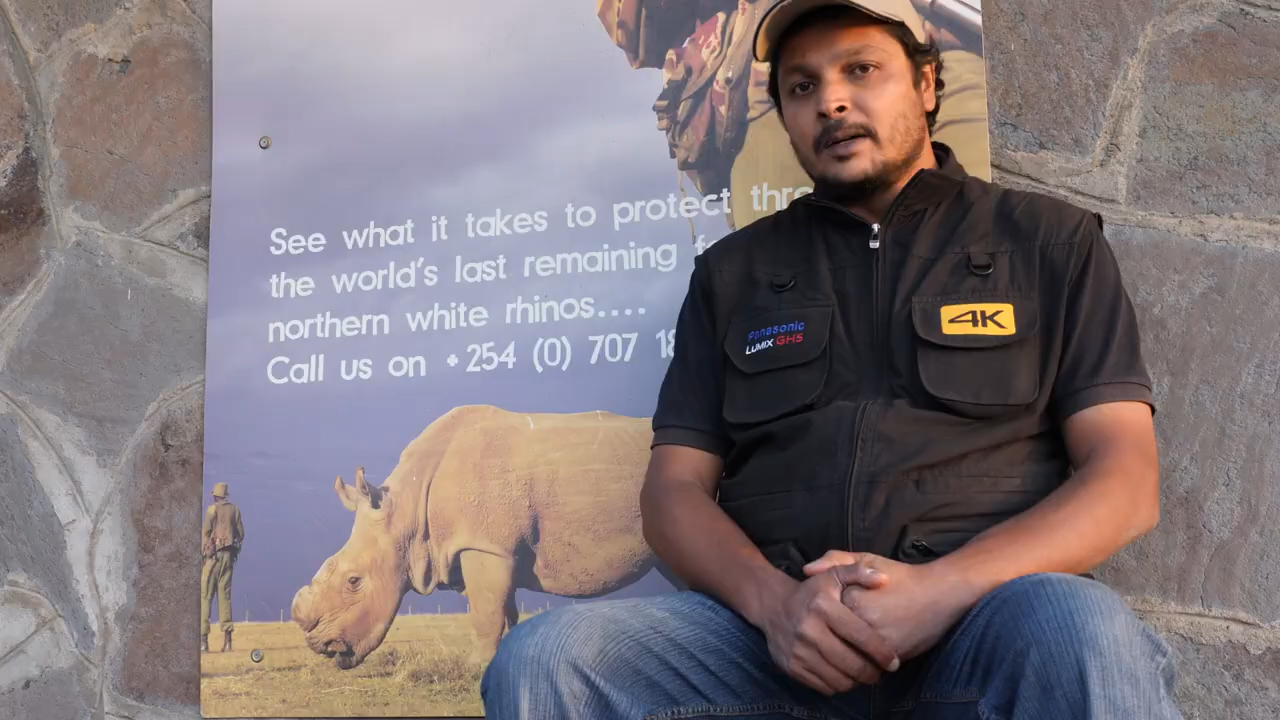 See what it takes to protect
the world's last remaining
northern white rhinos....
Call us on +254 (0) 707
Panasonic
LUMIX GH5
4K